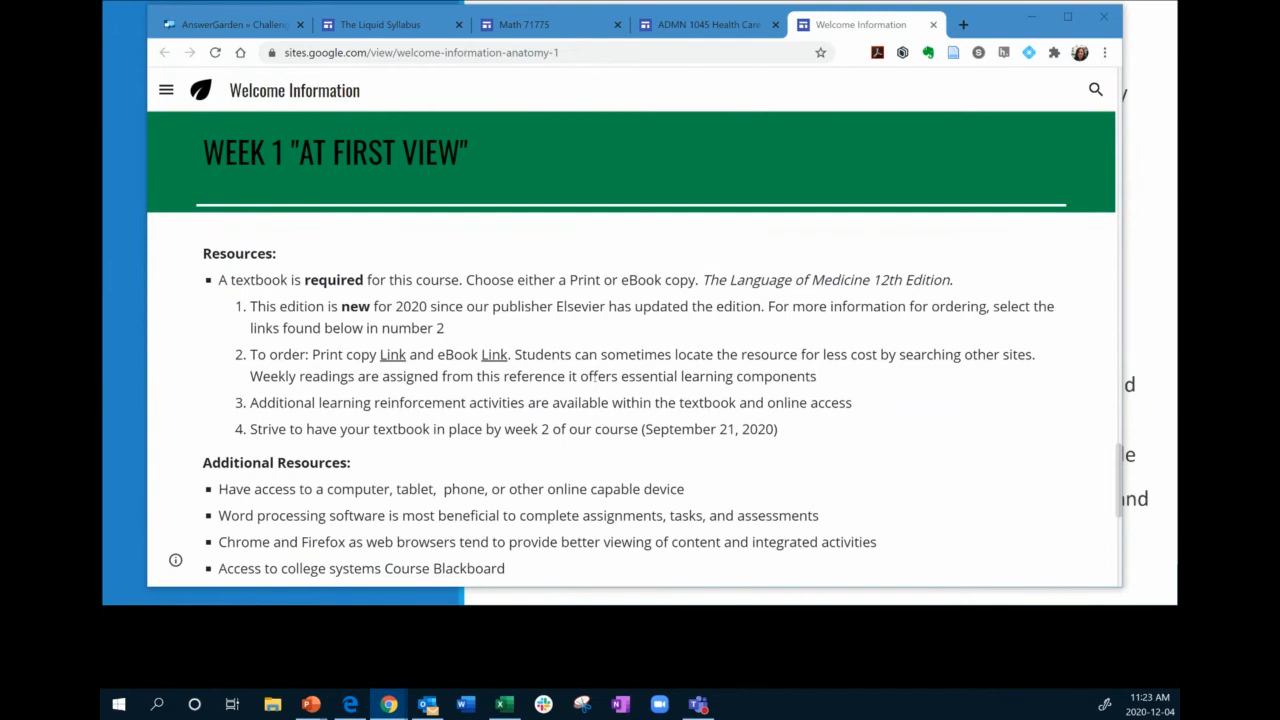 AnswerGarden » Challeng
The Liquid Syllabus
Math 71775
ADMN 1045 Health Care
Welcome Information
sites.google.com/view/welcome-information-anatomy-1
Welcome Information
y
WEEK 1 "AT FIRST VIEW"
Resources:
A textbook is required for this course. Choose either a Print or eBook copy. The Language of Medicine 12th Edition.
1. This edition is new for 2020 since our publisher Elsevier has updated the edition. For more information for ordering, select the
links found below in number 2
2. To order: Print copy Link and eBook Link. Students can sometimes locate the resource for less cost by searching other sites.
Weekly readings are assigned from this reference it offers essential learning components
d
3. Additional learning reinforcement activities are available within the textbook and online access
4. Strive to have your textbook in place by week 2 of our course (September 21, 2020)
e
Additional Resources:
Have access to a computer, tablet, phone, or other online capable device
and
Word processing software is most beneficial to complete assignments, tasks, and assessments
Chrome and Firefox as web browsers tend to provide better viewing of content and integrated activities
Access to college systems Course Blackboard
11:23 AM
2020-12-04